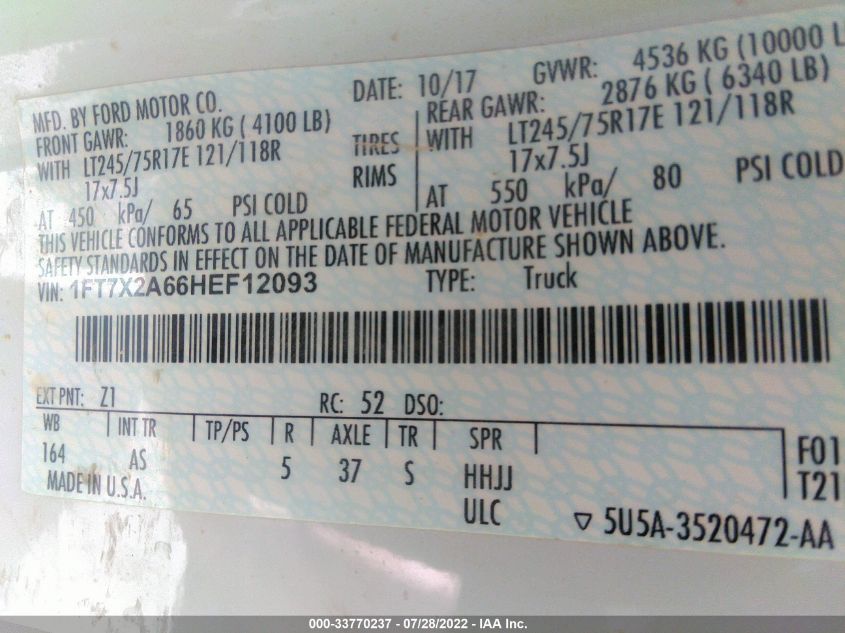 MFD. BY FORD MOTOR CO. DATE: 10/17 GVWR: 4536 KG (10000 L
FRONT GAWR: 1860 KG ( 4100 LB) REAR GAWR: 2876 KG ( 6340 LB)
WITH LT245/75R17E 121/118R TIRES WITH LT245/75R17E 121/118R
17x7.5J RIMS 17x7.5J
AT 450 kPa/ 65 PSI COLD AT 550 kPa/ 80 PSI COLD
THIS VEHICLE CONFORMS TO ALL APPLICABLE FEDERAL MOTOR VEHICLE
SAFETY STANDARDS IN EFFECT ON THE DATE OF MANUFACTURE SHOWN ABOVE.
VIN: 1FT7X2A66HEF12093 TYPE: Truck
EXT PNT: Z1 RC: 52 DSO:
WB INT TR TP/PS R AXLE TR SPR
164 AS 5 37 S HHJJ F01
MADE IN U.S.A. ULC T21
▽ 5U5A-3520472-AA
000-33770237 - 07/28/2022 - IAA Inc.